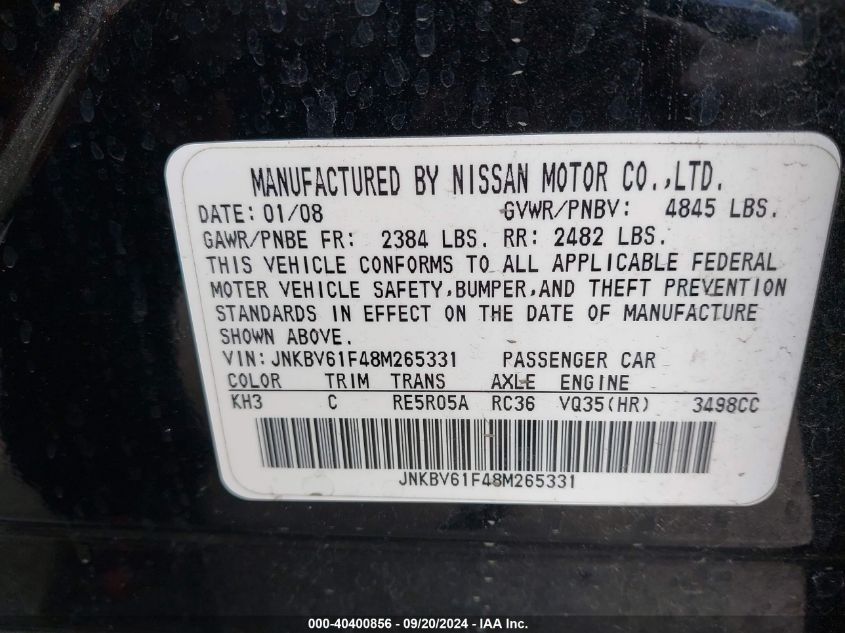 MANUFACTURED BY NISSAN MOTOR CO.,LTD.
DATE: 01/08 GVWR/PNBV: 4845 LBS.
GAWR/PNBE FR: 2384 LBS. RR: 2482 LBS.
THIS VEHICLE CONFORMS TO ALL APPLICABLE FEDERAL
MOTER VEHICLE SAFETY,BUMPER,AND THEFT PREVENTION
STANDARDS IN EFFECT ON THE DATE OF MANUFACTURE
SHOWN ABOVE.
VIN: JNKBV61F48M265331 PASSENGER CAR
COLOR TRIM TRANS AXLE ENGINE
KH3 C RE5R05A RC36 VQ35(HR) 3498CC
JNKBV61F48M265331
000-40400856 - 09/20/2024 - IAA Inc.